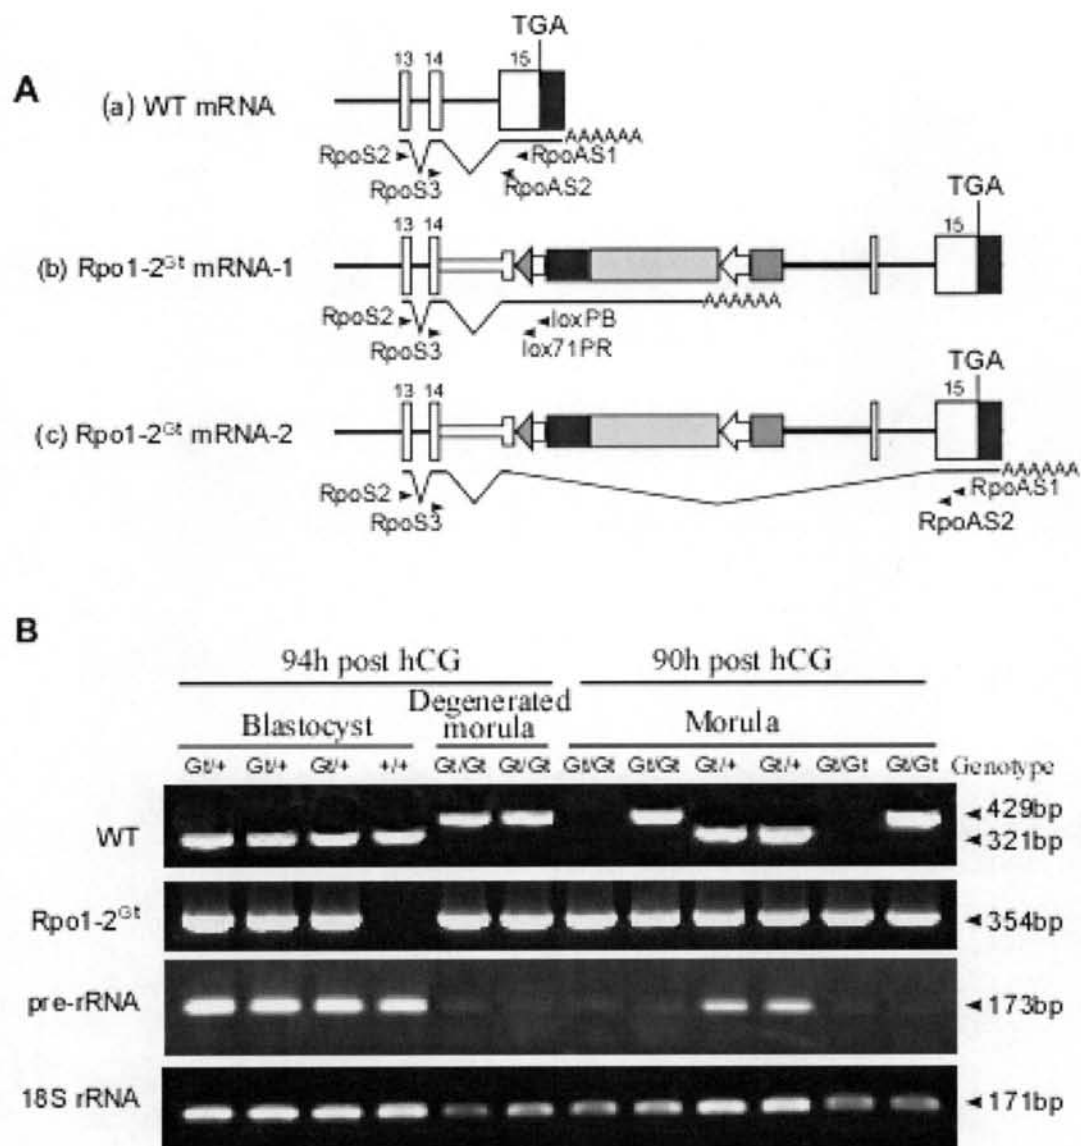 A
TGA
13 14 15
(a) WT mRNA
AAAAAA
RpoS2 RpoAS1
RpoS3 RpoAS2
TGA
13 14 15
(b) Rpo1-2Gt mRNA-1
AAAAAA
RpoS2 loxPB
RpoS3 lox71PR
TGA
13 14 15
(c) Rpo1-2Gt mRNA-2
AAAAAA
RpoS2 RpoAS1
RpoS3 RpoAS2
B
94h post hCG 90h post hCG
Blastocyst Degenerated morula Morula
Gt/+ Gt/+ Gt/+ +/+ Gt/Gt Gt/Gt Gt/Gt Gt/Gt Gt/+ Gt/+ Gt/Gt Gt/Gt Genotype
429bp
WT 321bp
Rpo1-2Gt 354bp
pre-rRNA 173bp
18S rRNA 171bp